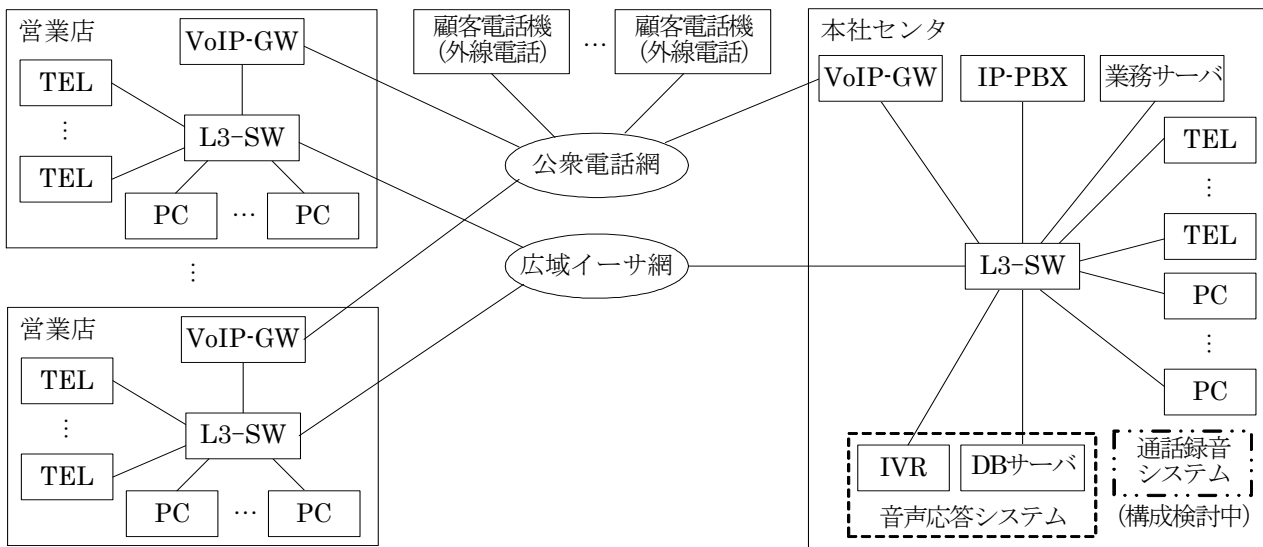 営業店
VoIP-GW
TEL
⋮
TEL
L3-SW
PC
…
PC
⋮
営業店
VoIP-GW
TEL
⋮
TEL
L3-SW
PC
…
PC
顧客電話機
(外線電話)
…
顧客電話機
(外線電話)
公衆電話網
広域イーサ網
本社センタ
VoIP-GW
IP-PBX
業務サーバ
TEL
⋮
TEL
L3-SW
PC
⋮
PC
IVR
DBサーバ
音声応答システム
通話録音
システム
(構成検討中)